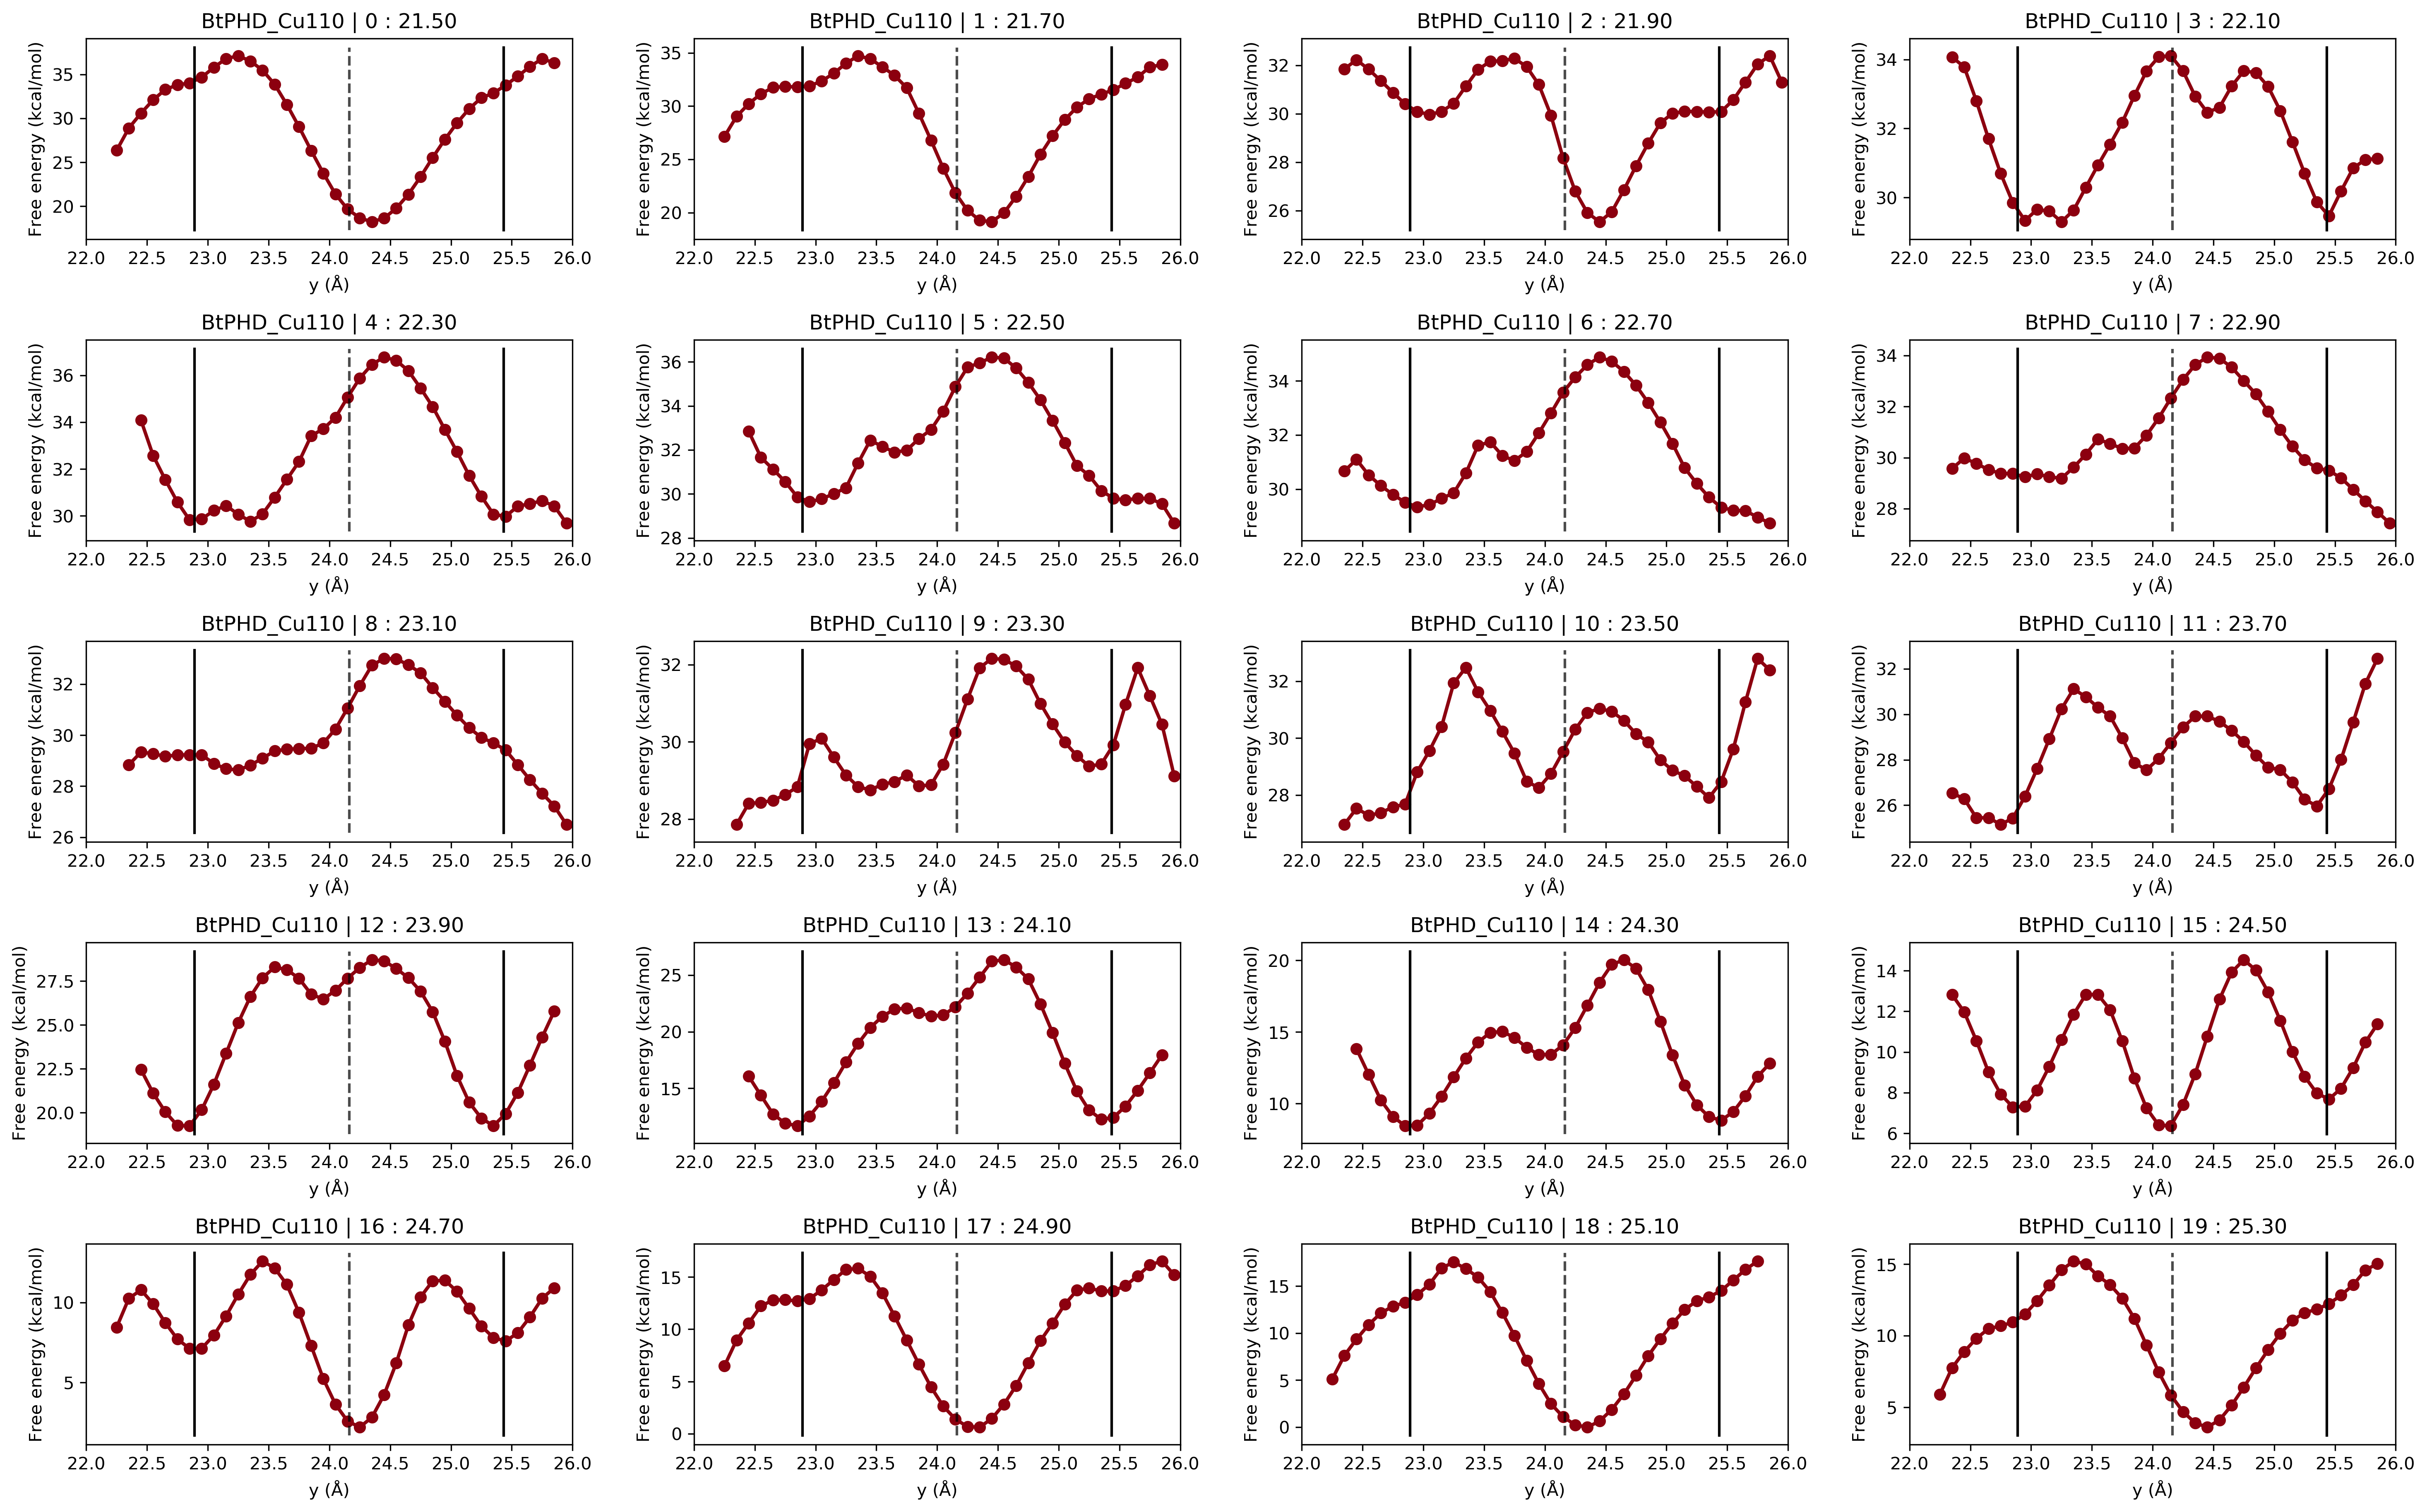 BtPHD_Cu110 | 0 : 21.50
Free energy (kcal/mol)
35
30
25
20
22.0 22.5 23.0 23.5 24.0 24.5 25.0 25.5 26.0
y (Å)
BtPHD_Cu110 | 1 : 21.70
Free energy (kcal/mol)
35
30
25
20
22.0 22.5 23.0 23.5 24.0 24.5 25.0 25.5 26.0
y (Å)
BtPHD_Cu110 | 2 : 21.90
Free energy (kcal/mol)
32
30
28
26
22.0 22.5 23.0 23.5 24.0 24.5 25.0 25.5 26.0
y (Å)
BtPHD_Cu110 | 3 : 22.10
Free energy (kcal/mol)
34
32
30
22.0 22.5 23.0 23.5 24.0 24.5 25.0 25.5 26.0
y (Å)
BtPHD_Cu110 | 4 : 22.30
Free energy (kcal/mol)
36
34
32
30
22.0 22.5 23.0 23.5 24.0 24.5 25.0 25.5 26.0
y (Å)
BtPHD_Cu110 | 5 : 22.50
Free energy (kcal/mol)
36
34
32
30
28
22.0 22.5 23.0 23.5 24.0 24.5 25.0 25.5 26.0
y (Å)
BtPHD_Cu110 | 6 : 22.70
Free energy (kcal/mol)
34
32
30
22.0 22.5 23.0 23.5 24.0 24.5 25.0 25.5 26.0
y (Å)
BtPHD_Cu110 | 7 : 22.90
Free energy (kcal/mol)
34
32
30
28
22.0 22.5 23.0 23.5 24.0 24.5 25.0 25.5 26.0
y (Å)
BtPHD_Cu110 | 8 : 23.10
Free energy (kcal/mol)
32
30
28
26
22.0 22.5 23.0 23.5 24.0 24.5 25.0 25.5 26.0
y (Å)
BtPHD_Cu110 | 9 : 23.30
Free energy (kcal/mol)
32
30
28
22.0 22.5 23.0 23.5 24.0 24.5 25.0 25.5 26.0
y (Å)
BtPHD_Cu110 | 10 : 23.50
Free energy (kcal/mol)
32
30
28
22.0 22.5 23.0 23.5 24.0 24.5 25.0 25.5 26.0
y (Å)
BtPHD_Cu110 | 11 : 23.70
Free energy (kcal/mol)
32
30
28
26
22.0 22.5 23.0 23.5 24.0 24.5 25.0 25.5 26.0
y (Å)
BtPHD_Cu110 | 12 : 23.90
Free energy (kcal/mol)
27.5
25.0
22.5
20.0
22.0 22.5 23.0 23.5 24.0 24.5 25.0 25.5 26.0
y (Å)
BtPHD_Cu110 | 13 : 24.10
Free energy (kcal/mol)
25
20
15
22.0 22.5 23.0 23.5 24.0 24.5 25.0 25.5 26.0
y (Å)
BtPHD_Cu110 | 14 : 24.30
Free energy (kcal/mol)
20
15
10
22.0 22.5 23.0 23.5 24.0 24.5 25.0 25.5 26.0
y (Å)
BtPHD_Cu110 | 15 : 24.50
Free energy (kcal/mol)
14
12
10
8
6
22.0 22.5 23.0 23.5 24.0 24.5 25.0 25.5 26.0
y (Å)
BtPHD_Cu110 | 16 : 24.70
Free energy (kcal/mol)
10
5
22.0 22.5 23.0 23.5 24.0 24.5 25.0 25.5 26.0
y (Å)
BtPHD_Cu110 | 17 : 24.90
Free energy (kcal/mol)
15
10
5
0
22.0 22.5 23.0 23.5 24.0 24.5 25.0 25.5 26.0
y (Å)
BtPHD_Cu110 | 18 : 25.10
Free energy (kcal/mol)
15
10
5
0
22.0 22.5 23.0 23.5 24.0 24.5 25.0 25.5 26.0
y (Å)
BtPHD_Cu110 | 19 : 25.30
Free energy (kcal/mol)
15
10
5
22.0 22.5 23.0 23.5 24.0 24.5 25.0 25.5 26.0
y (Å)